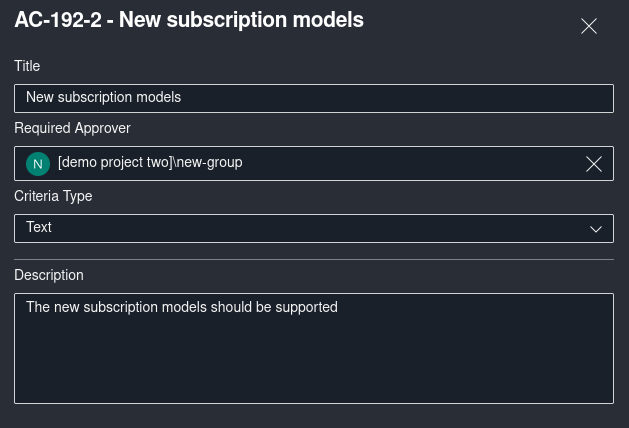 AC-192-2 - New subscription models
Title
New subscription models
Required Approver
N [demo project two]\new-group
Criteria Type
Text
Description
The new subscription models should be supported